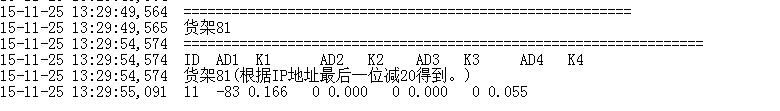 15-11-25 13:29:49,564 =======================================================
15-11-25 13:29:49,565 货架81
15-11-25 13:29:54,574 ================================================================
15-11-25 13:29:54,574 ID AD1 K1 AD2 K2 AD3 K3 AD4 K4
15-11-25 13:29:54,574 货架81(根据IP地址最后一位减20得到。)
15-11-25 13:29:55,091 11 -83 0.166 0 0.000 0 0.000 0 0.055